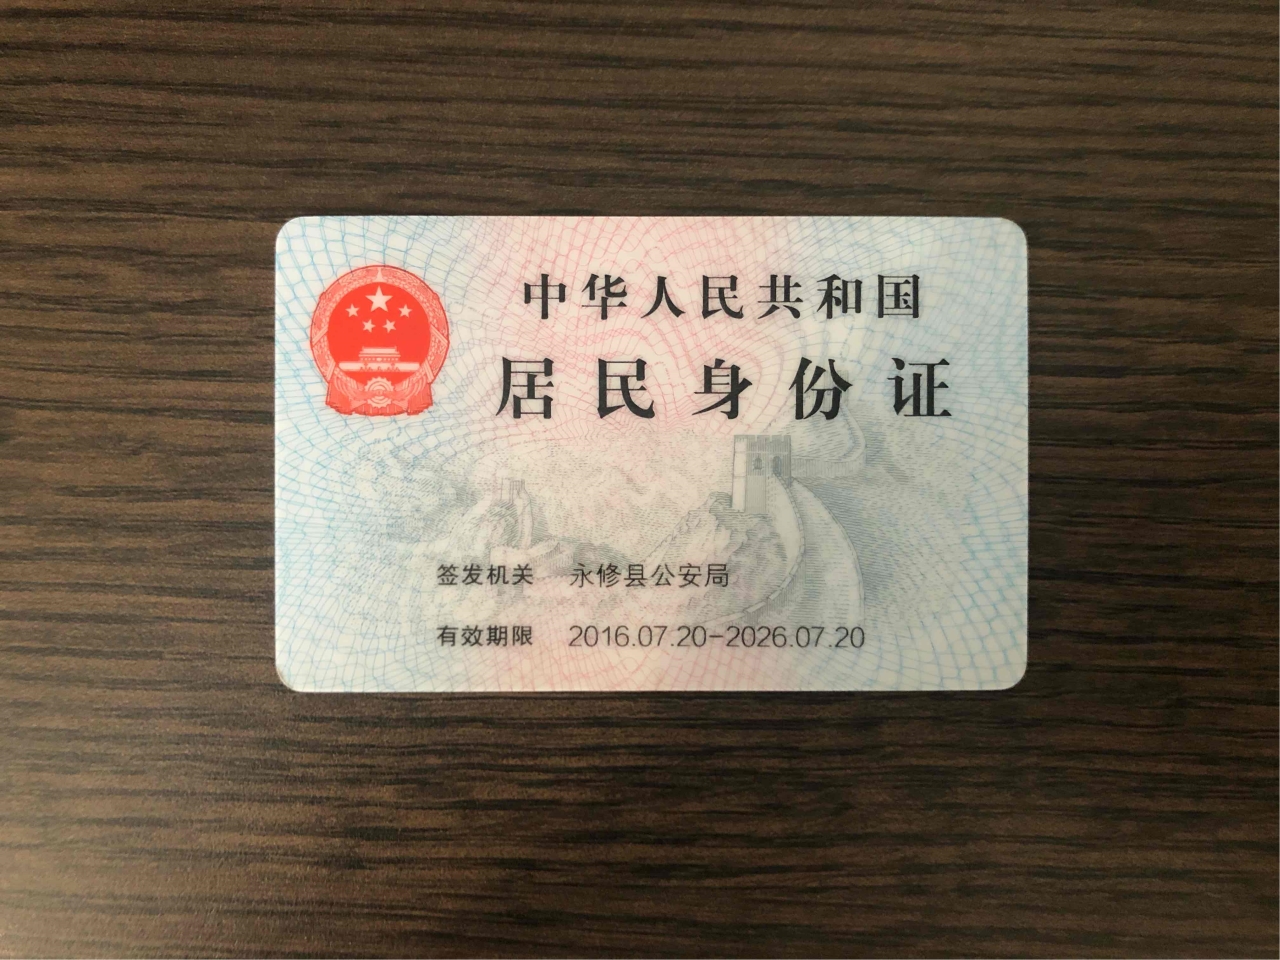 中华人民共和国
居民身份证
签发机关 永修县公安局
有效期限 2016.07.20-2026.07.20